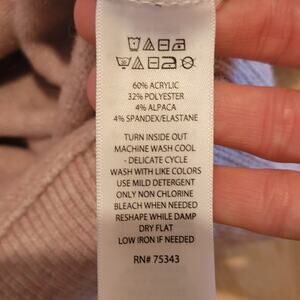 60% ACRYLIC
32% POLYESTER
4% ALPACA
4% SPANDEX/ELASTANE
TURN INSIDE OUT
MACHINE WASH COOL
- DELICATE CYCLE
WASH WITH LIKE COLORS
USE MILD DETERGENT
ONLY NON CHLORINE
BLEACH WHEN NEEDED
RESHAPE WHILE DAMP
DRY FLAT
LOW IRON IF NEEDED
RN# 75343